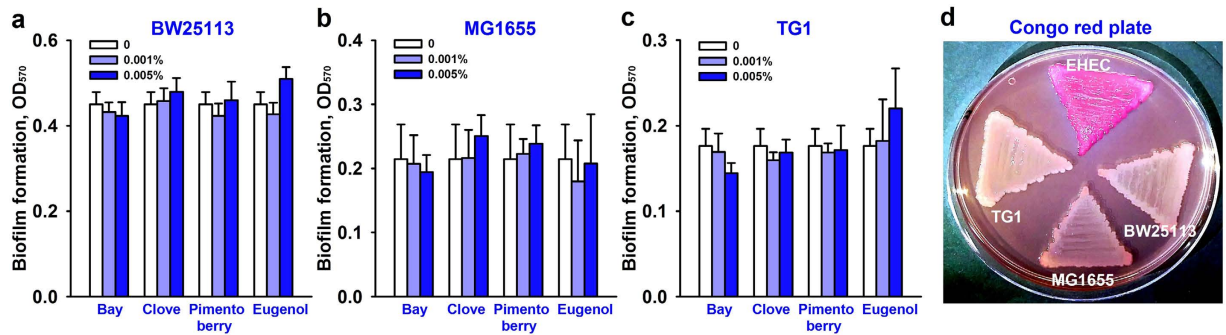 a
BW25113
Biofilm formation, OD570
0.6
0.4
0.2
0.0
0
0.001%
0.005%
Bay
Clove
Pimento
berry
Eugenol
b
MG1655
Biofilm formation, OD570
0.4
0.3
0.2
0.1
0.0
0
0.001%
0.005%
Bay
Clove
Pimento
berry
Eugenol
c
TG1
Biofilm formation, OD570
0.3
0.2
0.1
0.0
0
0.001%
0.005%
Bay
Clove
Pimento
berry
Eugenol
d
Congo red plate
EHEC
TG1
BW25113
MG1655